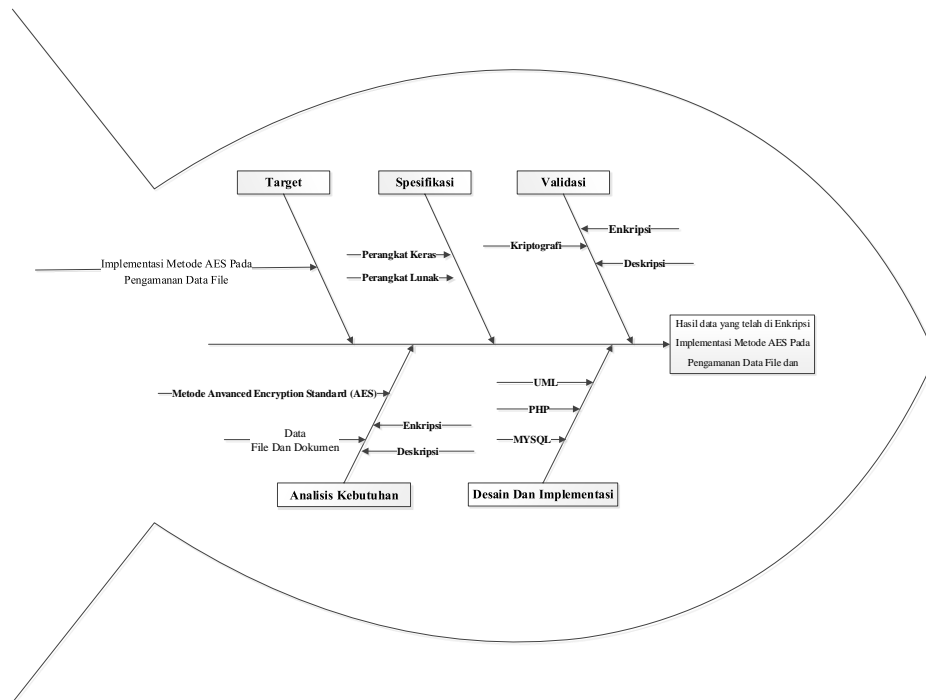 Target
Spesifikasi
Validasi
Enkripsi
Kriptografi
Deskripsi
Perangkat Keras
Perangkat Lunak
Implementasi Metode AES Pada
Pengamanan Data File
Hasil data yang telah di Enkripsi
Implementasi Metode AES Pada
Pengamanan Data File dan
Metode Anvanced Encryption Standard (AES)
Enkripsi
Data
File Dan Dokumen
Deskripsi
UML
PHP
MYSQL
Analisis Kebutuhan
Desain Dan Implementasi